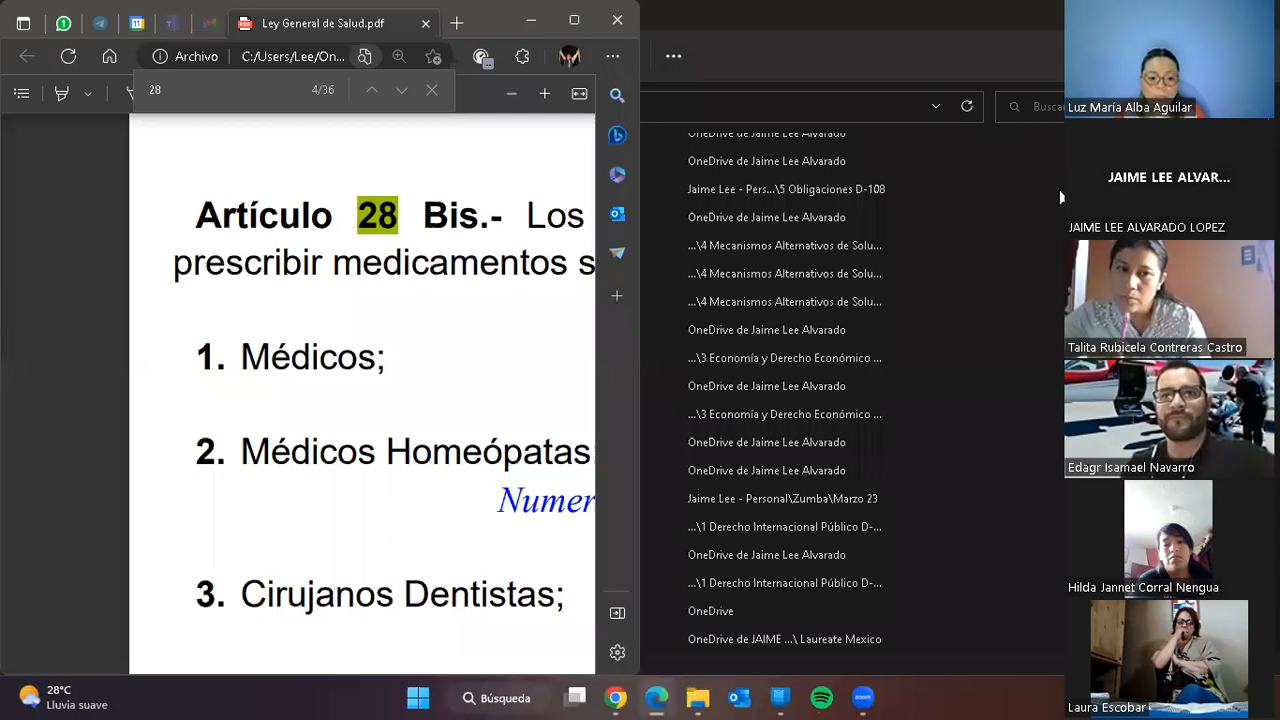 Ley General de Salud.pdf
Archivo
C:/Users/Lee/On...
28
4/36
Artículo 28 Bis.- Los
prescribir medicamentos s
1. Médicos;
2. Médicos Homeópatas;
Numer
3. Cirujanos Dentistas;
28°C
Lluvia suave
Búsqueda
Buscar
OneDrive de Jaime Lee Alvarado
OneDrive de Jaime Lee Alvarado
Jaime Lee - Pers...\5 Obligaciones D-108
OneDrive de Jaime Lee Alvarado
...\4 Mecanismos Alternativos de Solu...
...\4 Mecanismos Alternativos de Solu...
...\4 Mecanismos Alternativos de Solu...
OneDrive de Jaime Lee Alvarado
...\3 Economía y Derecho Económico ...
OneDrive de Jaime Lee Alvarado
...\3 Economía y Derecho Económico ...
OneDrive de Jaime Lee Alvarado
OneDrive de Jaime Lee Alvarado
Jaime Lee - Personal\Zumba\Marzo 23
...\1 Derecho Internacional Público D-...
OneDrive de Jaime Lee Alvarado
...\1 Derecho Internacional Público D-...
OneDrive
OneDrive de JAIME ...\ Laureate Mexico
Luz María Alba Aguilar
JAIME LEE ALVAR...
JAIME LEE ALVARADO LOPEZ
Talita Rubicela Contreras Castro
Edagr Isamael Navarro
Hilda Jannet Corral Nengua
Laura Escobar